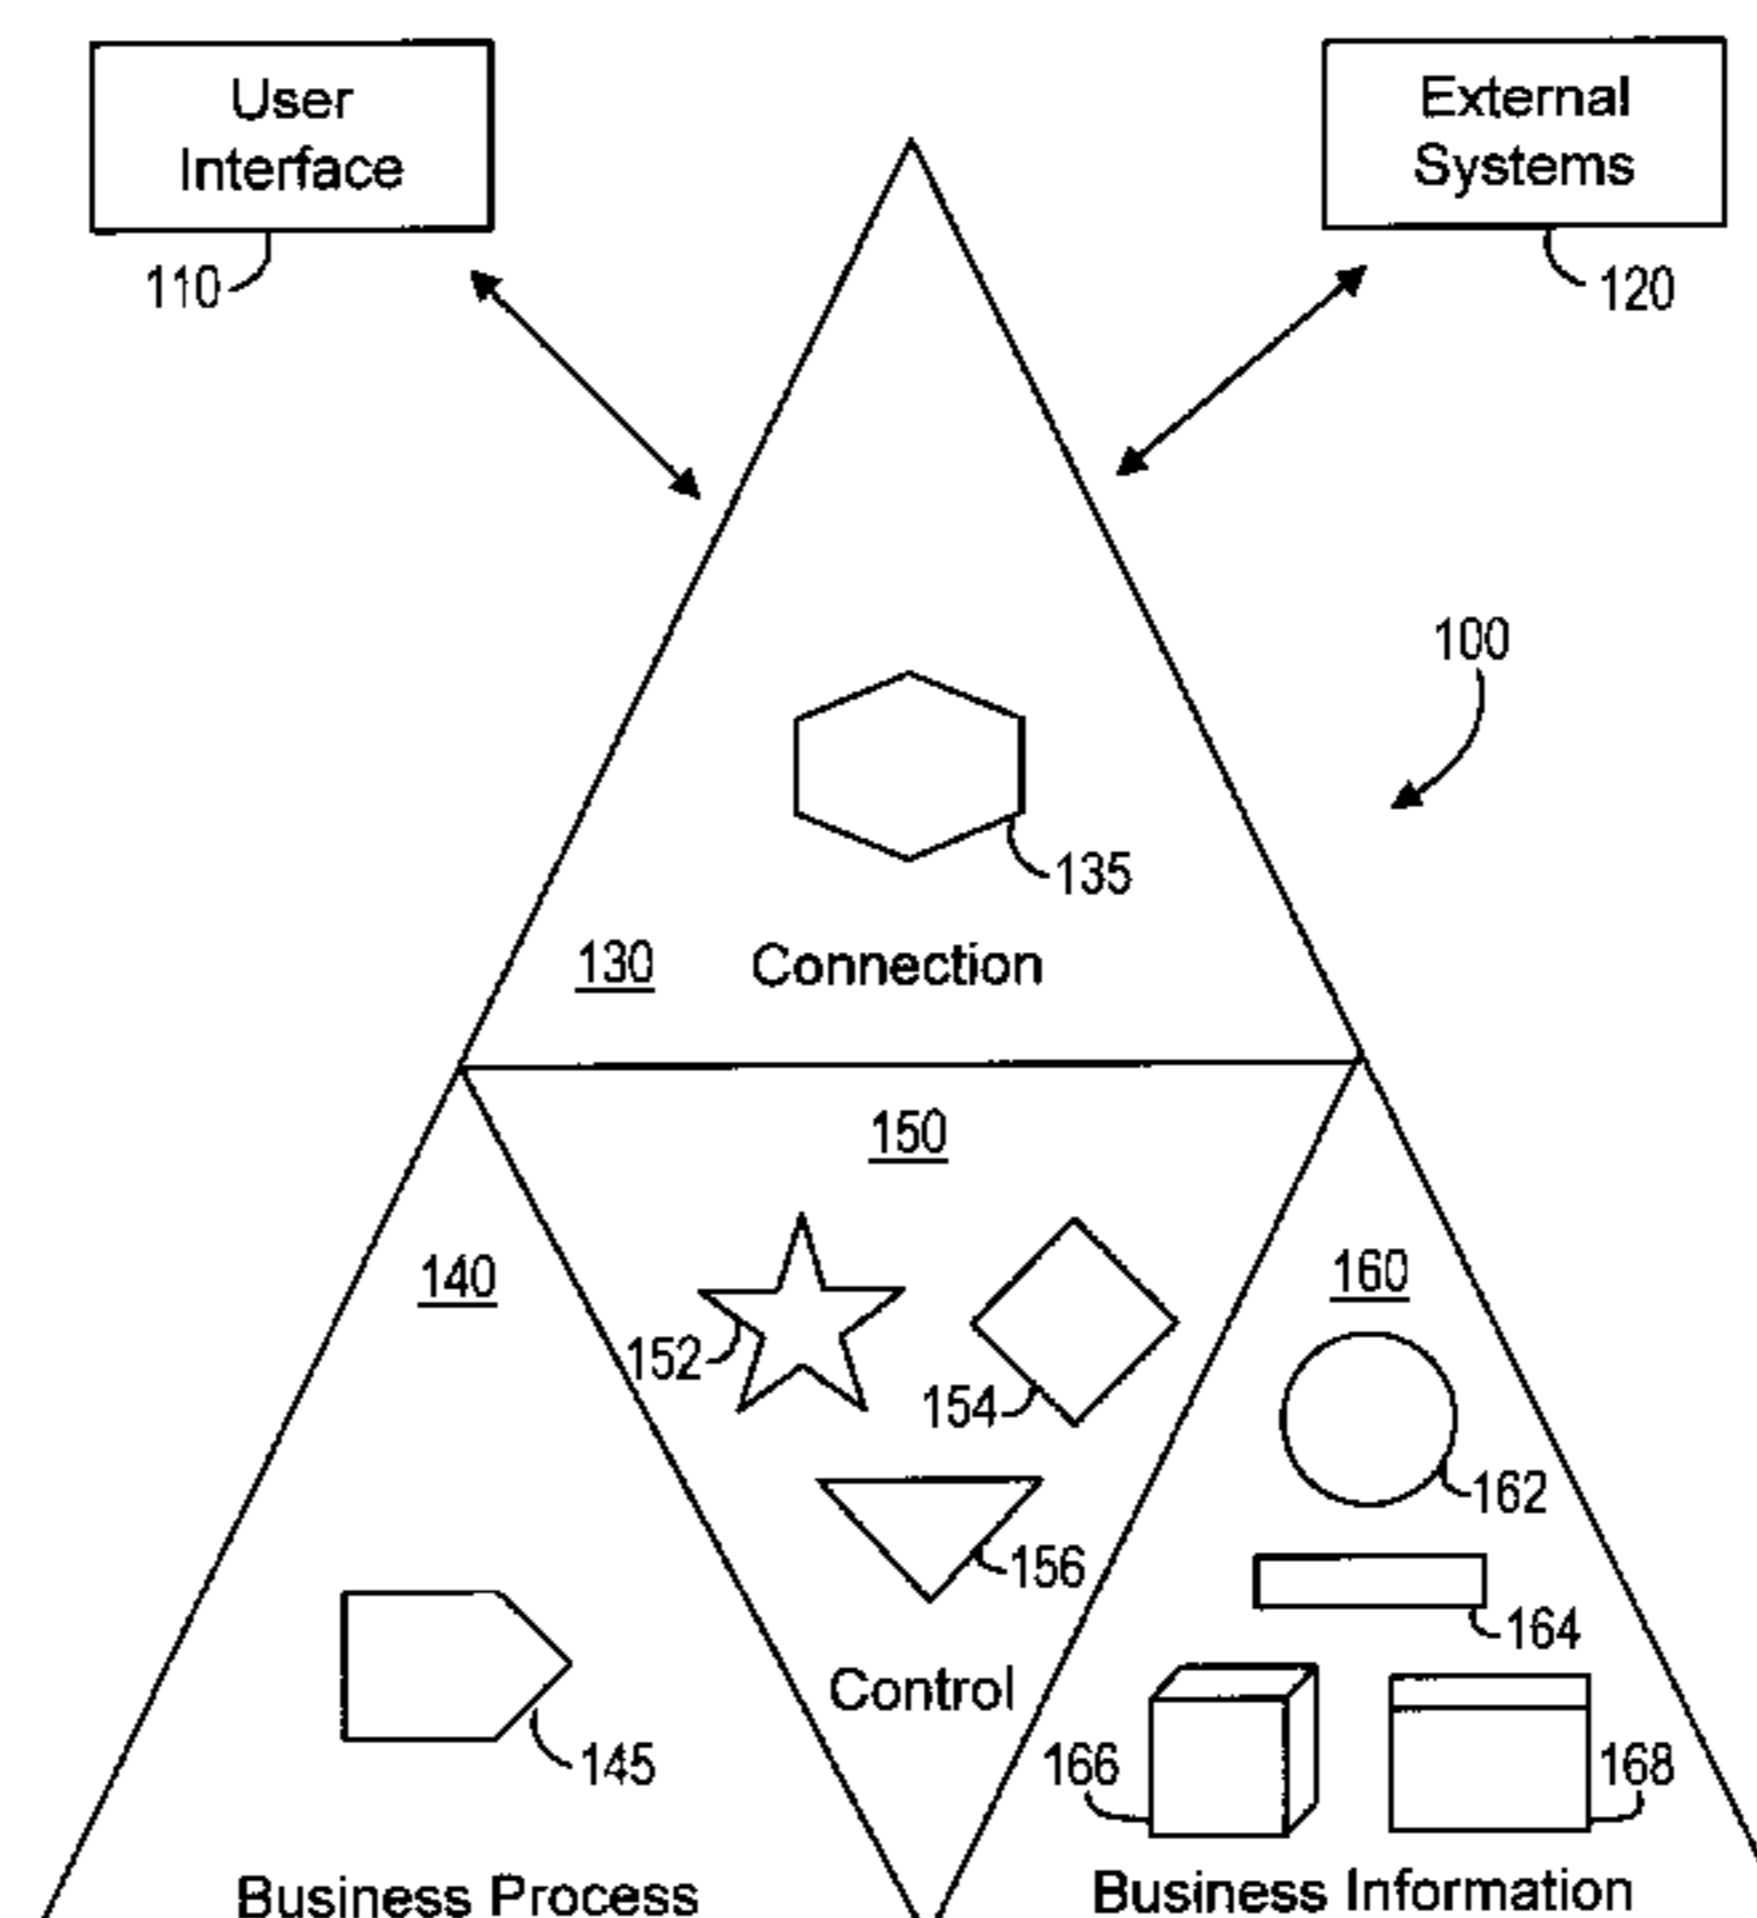 User
Interface
External
Systems
110
120
100
135
130
Connection
150
140
160
152
154
162
156
164
Control
145
166
168
Business Process
Business Information